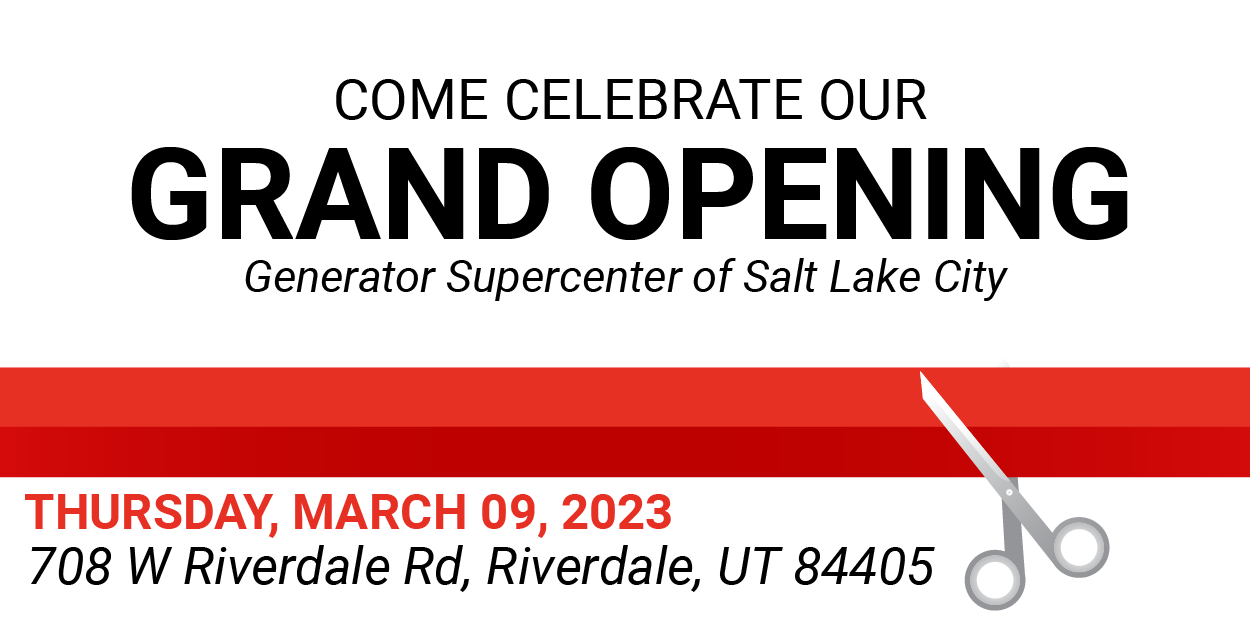 COME CELEBRATE OUR
GRAND OPENING
Generator Supercenter of Salt Lake City
THURSDAY, MARCH 09, 2023
708 W Riverdale Rd, Riverdale, UT 84405